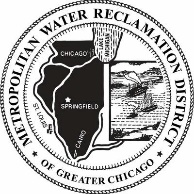 METROPOLITAN WATER RECLAMATION DISTRICT
OF GREATER CHICAGO
CHICAGO
SPRINGFIELD
ST. LOUIS
CAIRO